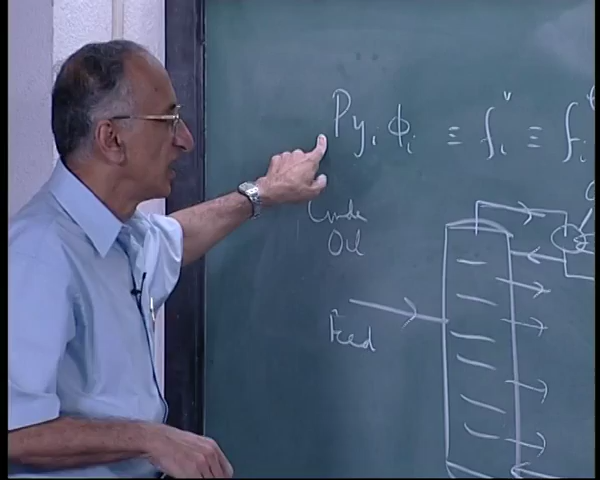 P y_i ϕ_i ≡ f_i^v ≡ f_i
Crude
Oil
Feed